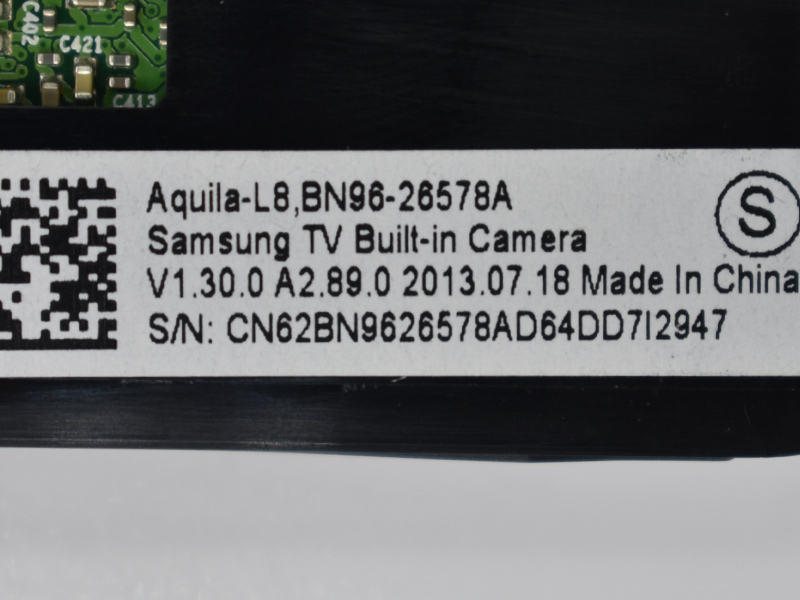 C402
C421
C413
Aquila-L8,BN96-26578A
S
Samsung TV Built-in Camera
V1.30.0 A2.89.0 2013.07.18 Made In China
S/N: CN62BN9626578AD64DD7I2947